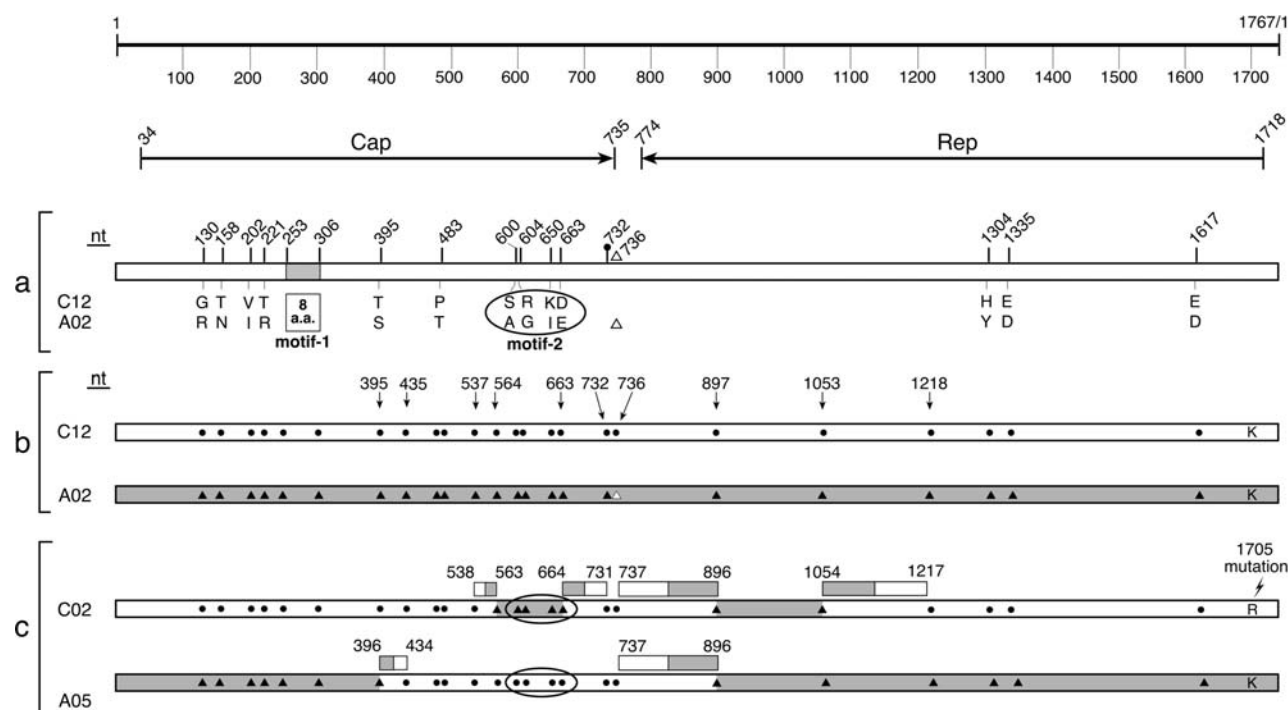 1 1767/1
100 200 300 400 500 600 700 800 900 1000 1100 1200 1300 1400 1500 1600 1700
34 Cap 735 774 Rep 1718
nt 130 158 202 221 253 306 395 483 600 604 650 663 732 736 1304 1335 1617
a
C12 G T V T 8 T P S R K D H E E
A02 R N I R a.a. S T A G I E Y D D
motif-1 motif-2
nt 395 435 537 564 663 732 736 897 1053 1218
b
C12 K
A02 K
1705
538 563 664 731 737 896 1054 1217 mutation
C02 R
c
396 434 737 896
A05 K